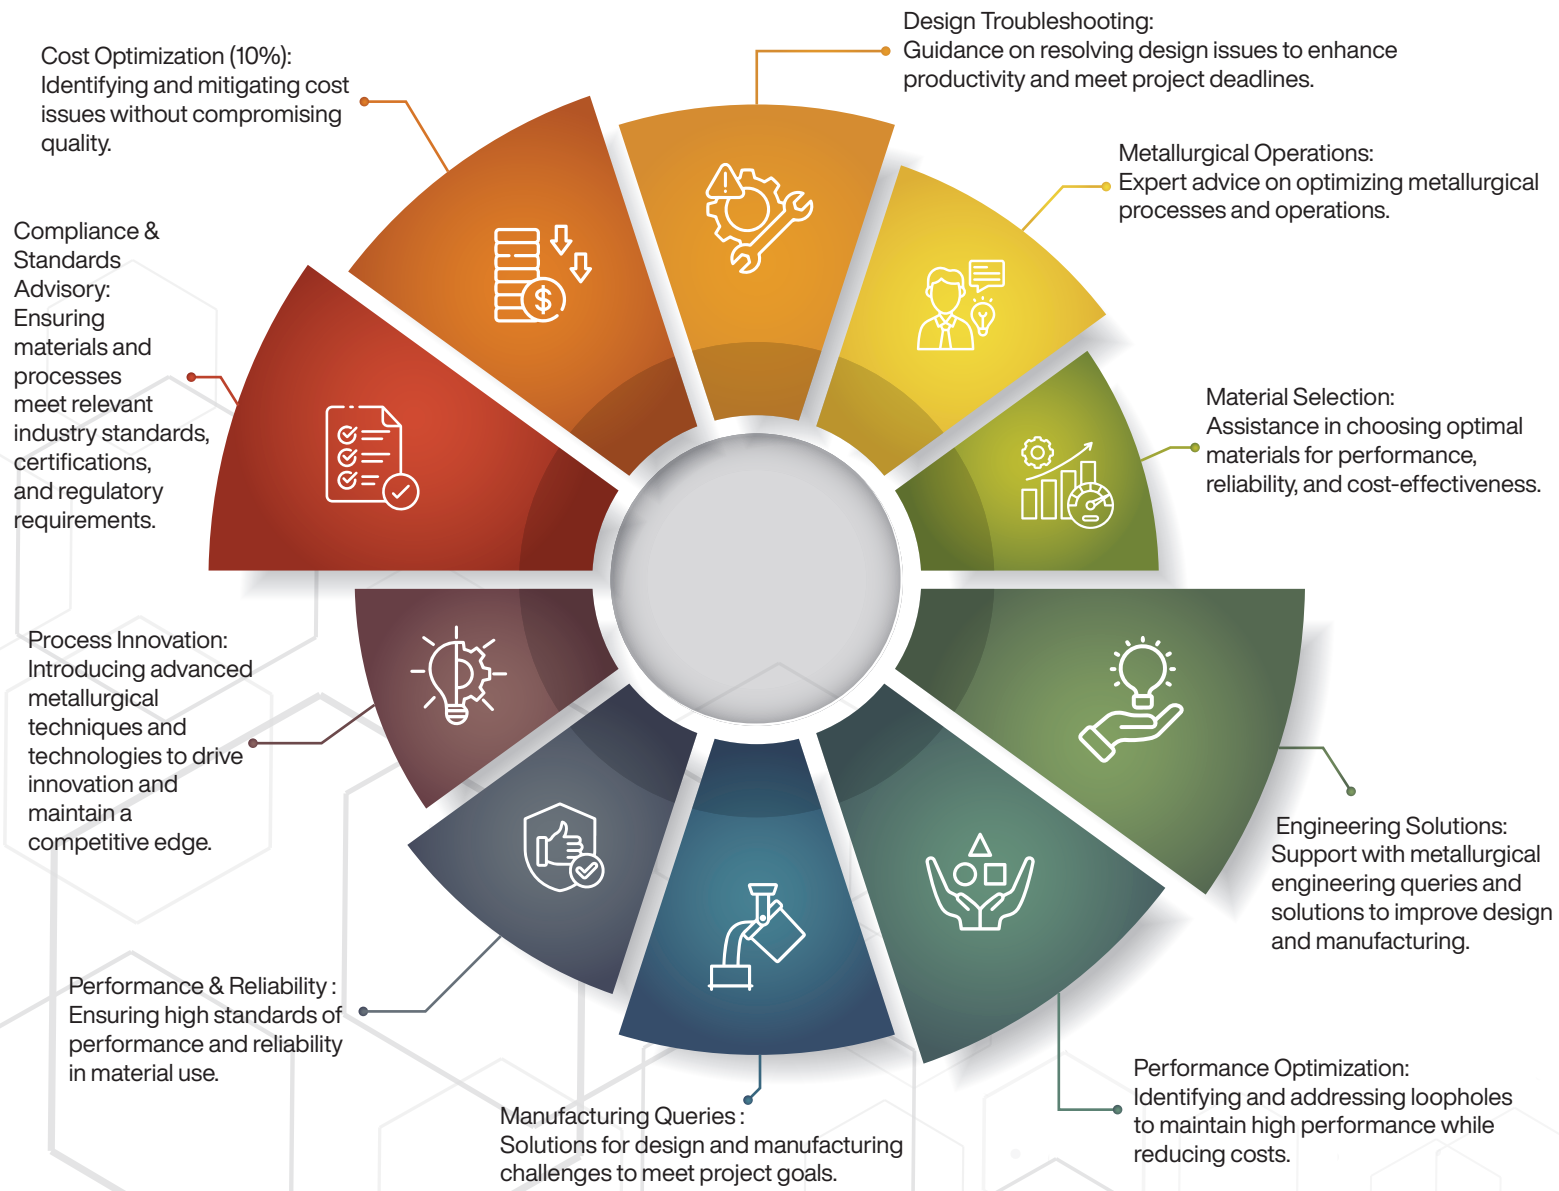 Cost Optimization (10%):
Identifying and mitigating cost
issues without compromising
quality.
Design Troubleshooting:
Guidance on resolving design issues to enhance
productivity and meet project deadlines.
Metallurgical Operations:
Expert advice on optimizing metallurgical
processes and operations.
Material Selection:
Assistance in choosing optimal
materials for performance,
reliability, and cost-effectiveness.
Engineering Solutions:
Support with metallurgical
engineering queries and
solutions to improve design
and manufacturing.
Performance Optimization:
Identifying and addressing loopholes
to maintain high performance while
reducing costs.
Manufacturing Queries :
Solutions for design and manufacturing
challenges to meet project goals.
Performance & Reliability :
Ensuring high standards of
performance and reliability
in material use.
Process Innovation:
Introducing advanced
metallurgical
techniques and
technologies to drive
innovation and
maintain a
competitive edge.
Compliance &
Standards
Advisory:
Ensuring
materials and
processes
meet relevant
industry standards,
certifications,
and regulatory
requirements.
$